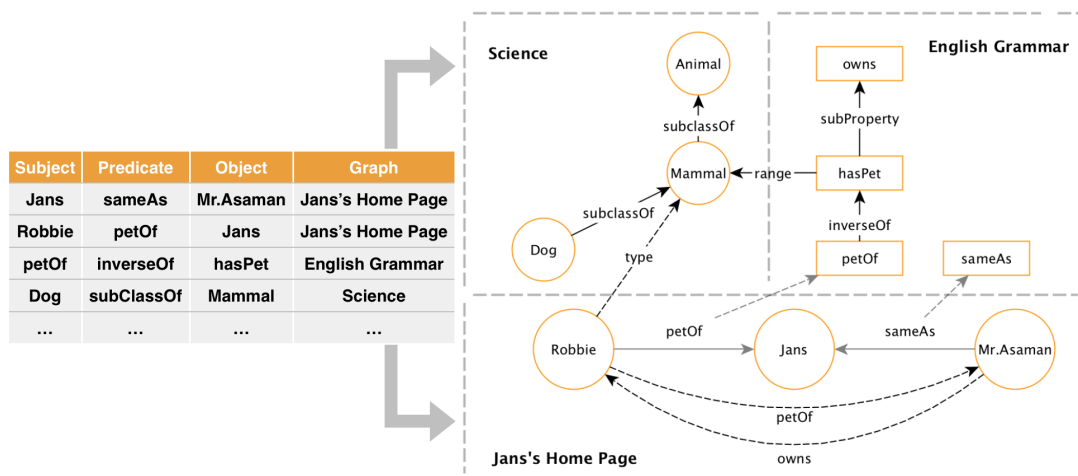 Subject Predicate Object Graph
Jans sameAs Mr.Asaman Jans's Home Page
Robbie petOf Jans Jans's Home Page
petOf inverseOf hasPet English Grammar
Dog subClassOf Mammal Science
... ... ... ...
Science
Animal
subclassOf
Mammal
subclassOf
Dog
type
range
English Grammar
owns
subProperty
hasPet
inverseOf
petOf
sameAs
petOf
sameAs
Robbie
Jans
Mr.Asaman
petOf
owns
Jans's Home Page